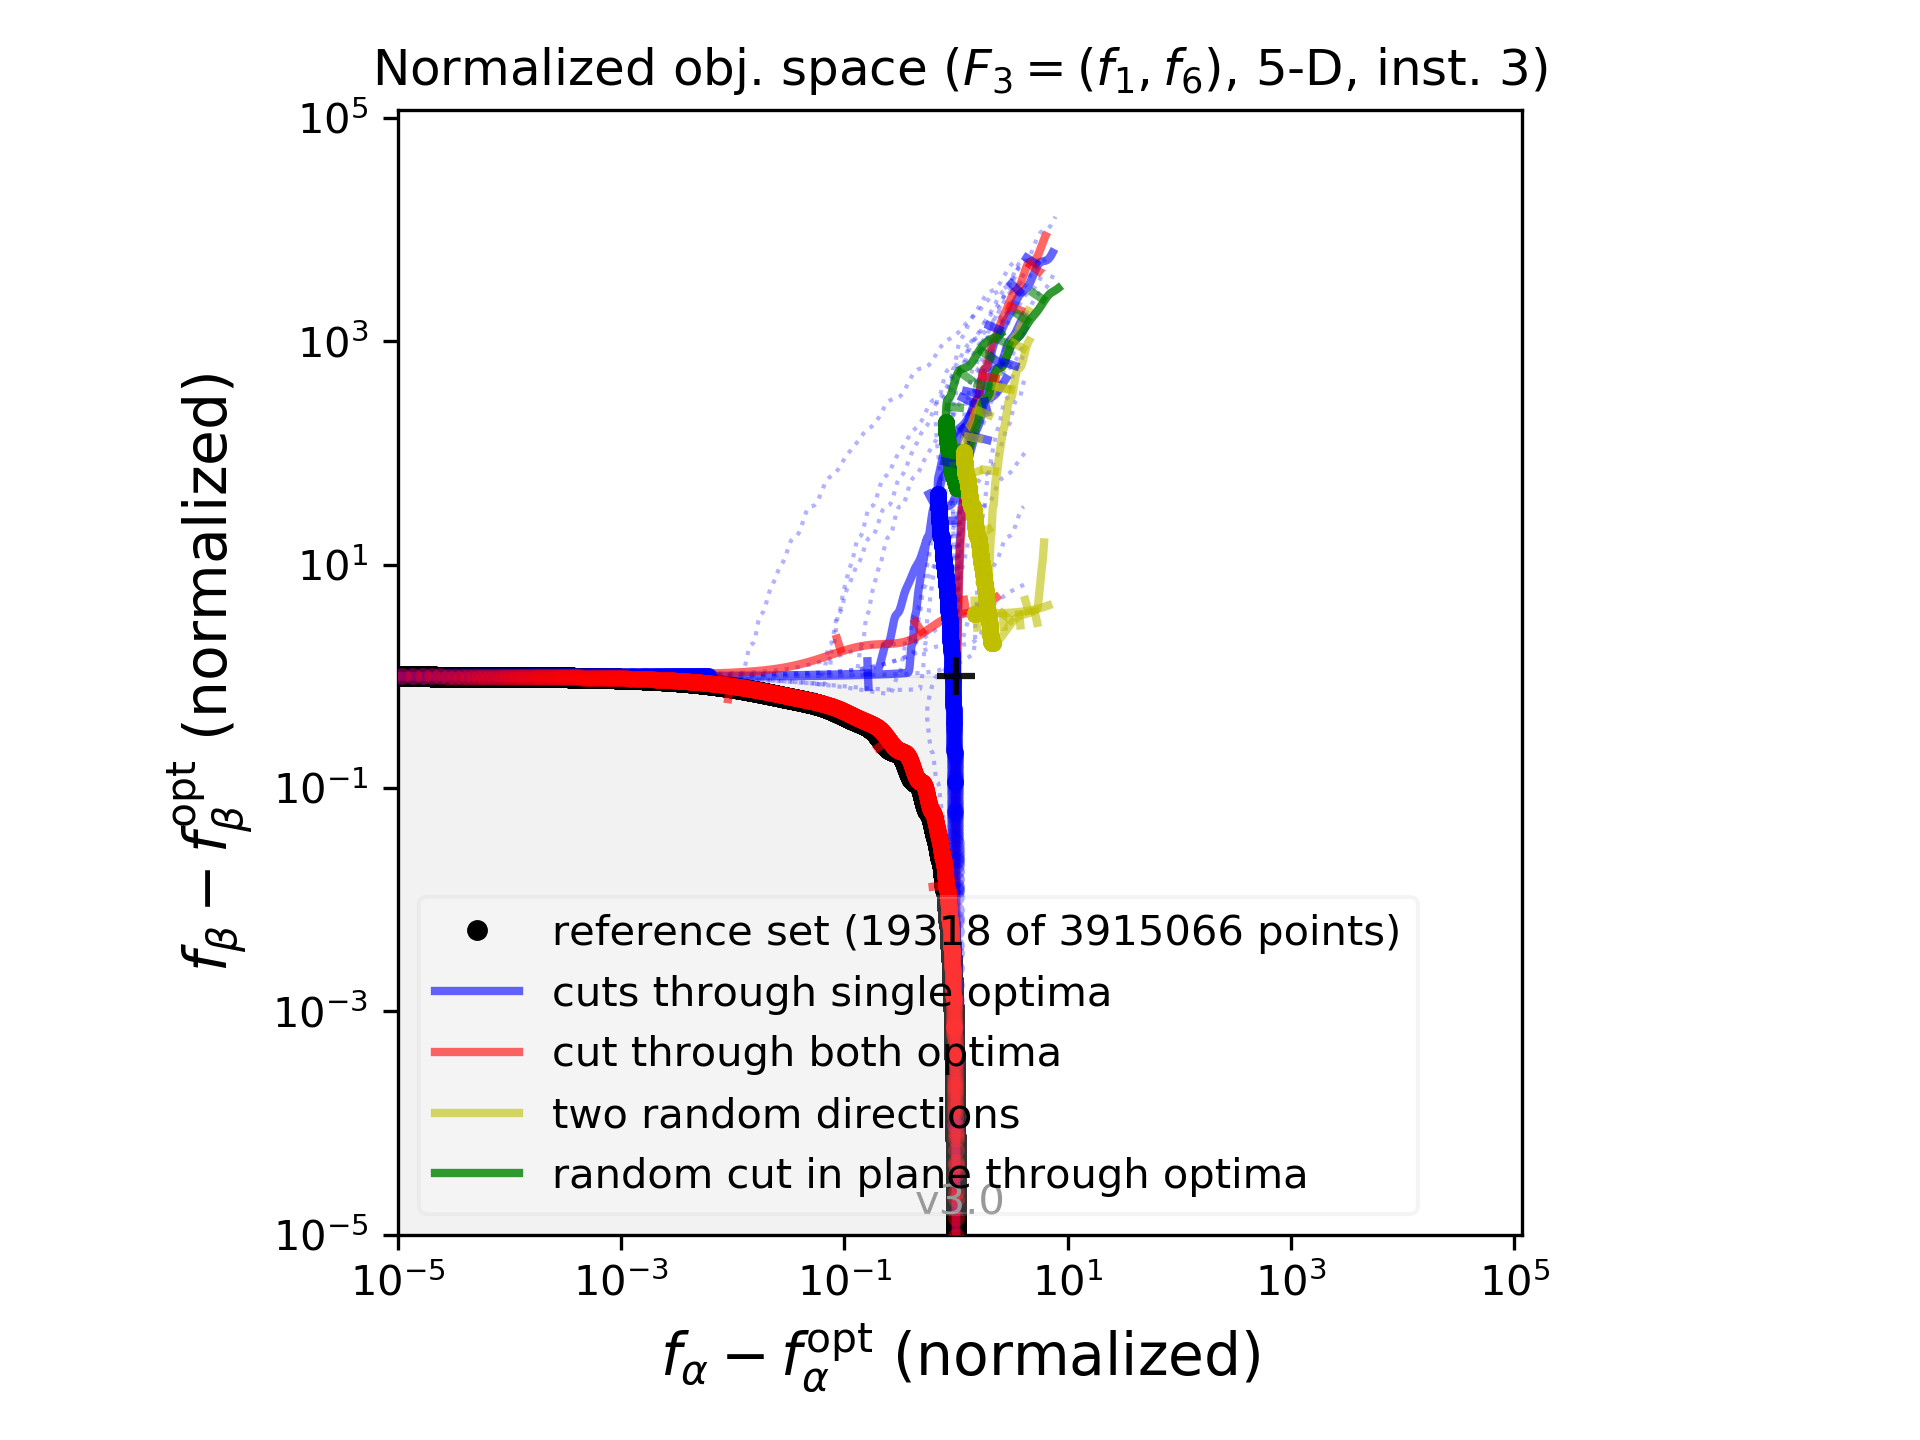 Normalized obj. space (F₃ = (f₁, f₆), 5-D, inst. 3)
10⁵
10³
10¹
10⁻¹
10⁻³
10⁻⁵
f_β − f_β^opt (normalized)
reference set (19318 of 3915066 points)
cuts through single optima
cut through both optima
two random directions
random cut in plane through optima
v3.0
10⁻⁵ 10⁻³ 10⁻¹ 10¹ 10³ 10⁵
f_α − f_α^opt (normalized)